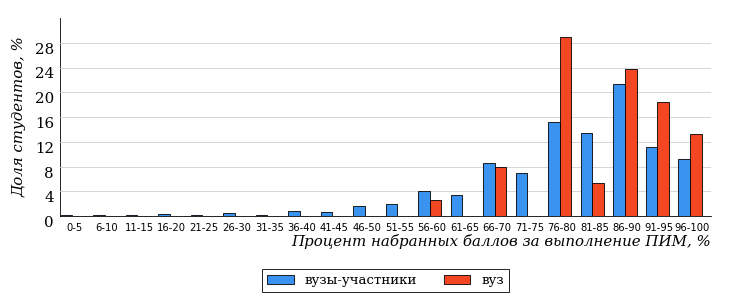 Доля студентов, %
28
24
20
16
12
8
4
0
0-5 6-10 11-15 16-20 21-25 26-30 31-35 36-40 41-45 46-50 51-55 56-60 61-65 66-70 71-75 76-80 81-85 86-90 91-95 96-100
Процент набранных баллов за выполнение ПИМ, %
вузы-участники вуз